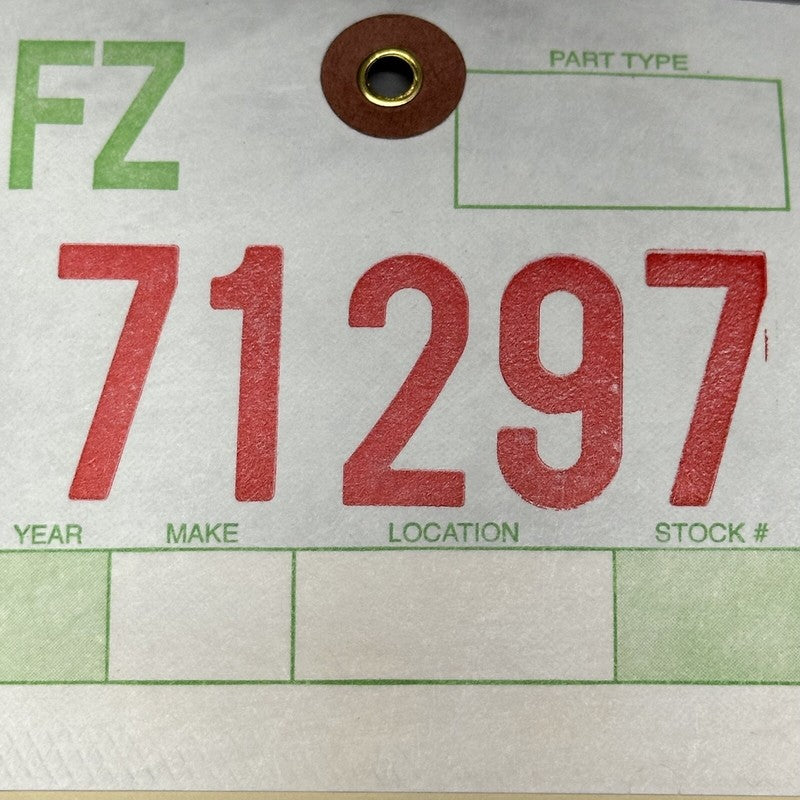 FZ
PART TYPE
71297
YEAR MAKE LOCATION STOCK #